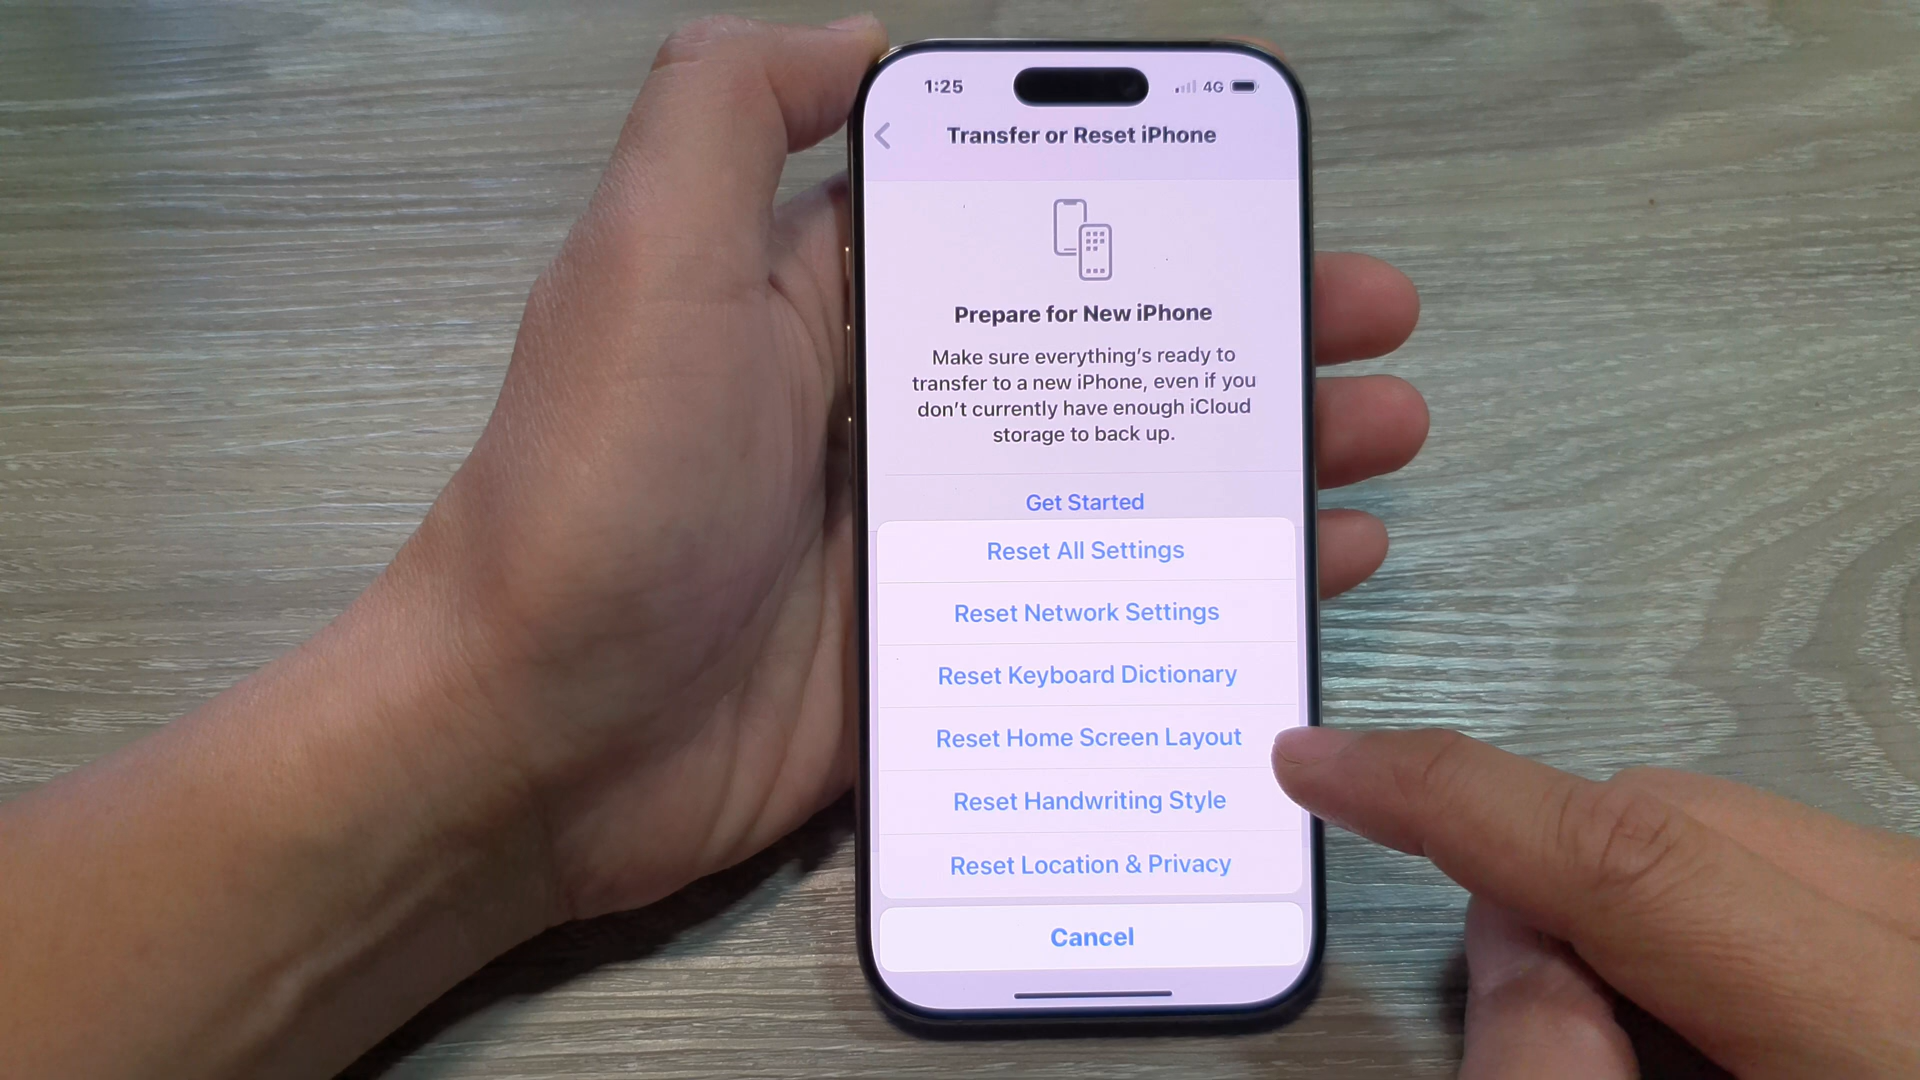 1:25
4G
Transfer or Reset iPhone
Prepare for New iPhone
Make sure everything's ready to
transfer to a new iPhone, even if you
don't currently have enough iCloud
storage to back up.
Get Started
Reset All Settings
Reset Network Settings
Reset Keyboard Dictionary
Reset Home Screen Layout
Reset Handwriting Style
Reset Location & Privacy
Cancel